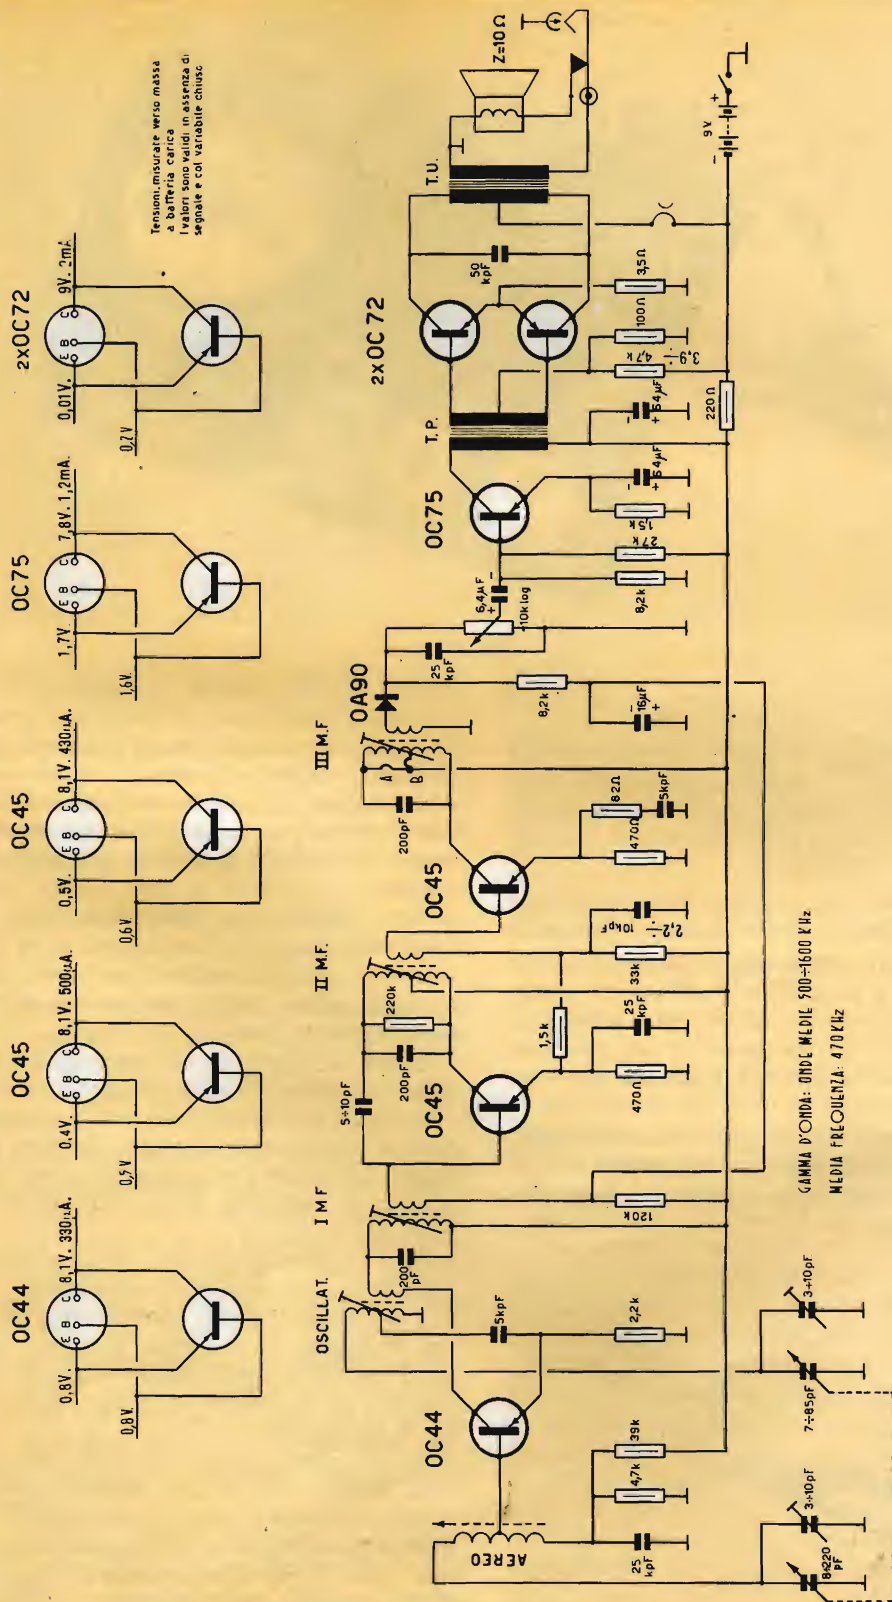 OC44
0,8V.
8,1V. 330µA.
E
B
C
0,8V.
OC45
0,4V.
8,1V. 500µA.
E
B
C
0,5V
OC45
0,5V.
8,1V. 430µA.
E
B
C
0,6V.
OC75
1,7V.
7,8V. 1,2mA.
E
B
C
1,6V.
2xOC72
0,01V.
9V. 2mA
E
B
C
0,2V
Tensioni, misurate verso massa
a batteria carica
I valori sono validi in assenza di
segnale e col variabile chiuso
OSCILLAT.
I M F
II M.F.
III M.F
OA90
OC44
OC45
OC45
OC75
T.P.
2xOC72
T.U.
Z=10Ω
AEREO
25
kpF
4,7k
39k
5kpF
2,2k
200
pF
120k
5÷10pF
200pF
220k
470Ω
25
kpF
1,5k
33k
2,2÷
10kpF
200pF
A
B
470Ω
82Ω
5kpF
8,2k
- 16µF
+
25
kpF
10k log
6,4µF
+ -
8,2k
27k
1,5k
- +
64µF
- +
64µF
3,9÷
4,7k
100Ω
3,5Ω
50
kpF
220Ω
- 9V +
8÷220
pF
3÷10pF
7÷85pF
3÷10pF
GAMMA D'ONDA: ONDE MEDIE 500÷1600 KHz
MEDIA FREQUENZA: 470KHz